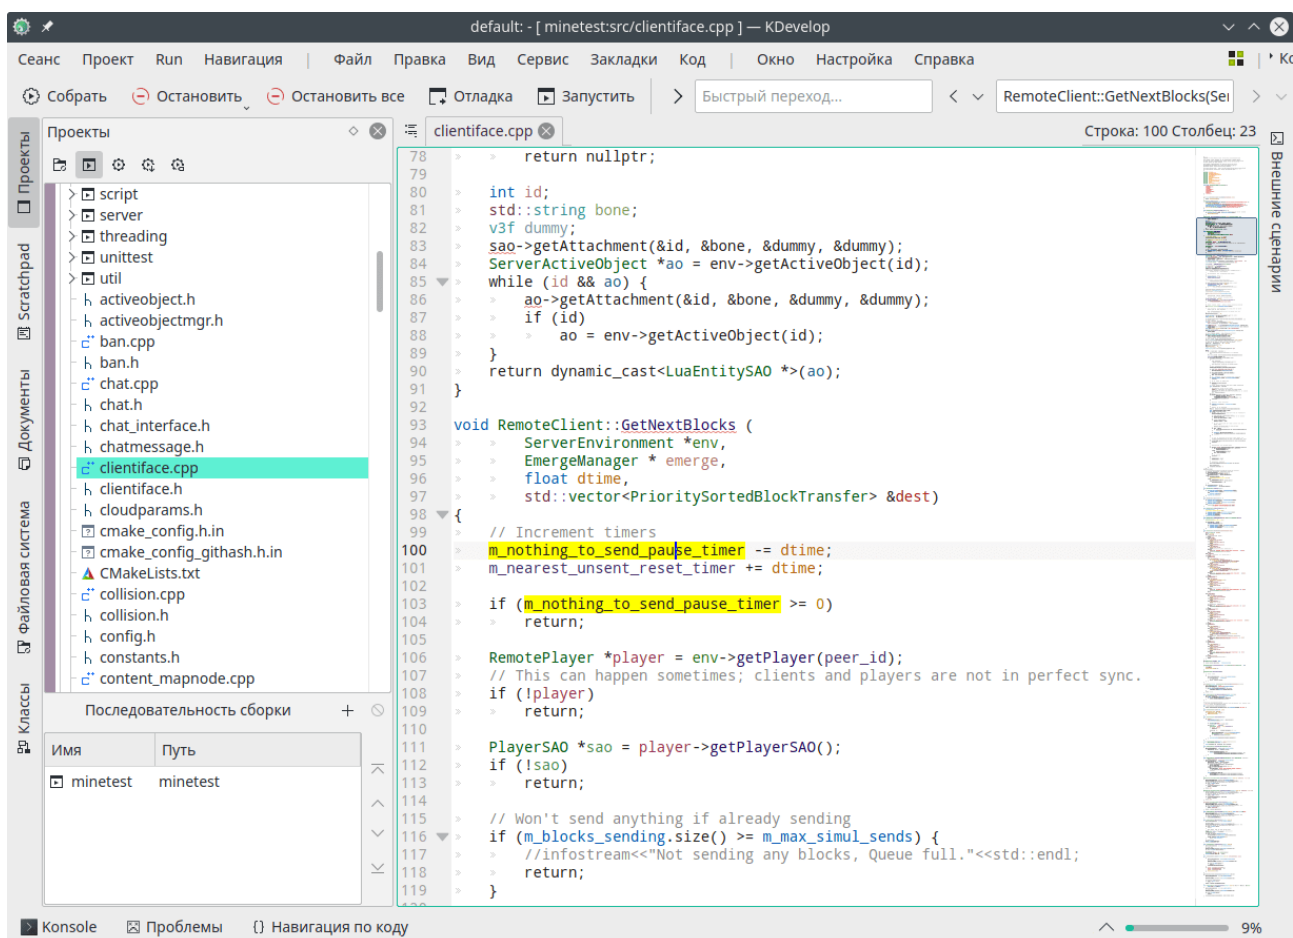 default: - [ minetest:src/clientiface.cpp ] — KDevelop
Сеанс Проект Run Навигация | Файл Правка Вид Сервис Закладки Код | Окно Настройка Справка
Собрать Остановить Остановить все Отладка Запустить Быстрый переход... RemoteClient::GetNextBlocks(Se
Проекты
Scratchpad
Документы
Файловая система
Классы
Проекты
script
server
threading
unittest
util
activeobject.h
activeobjectmgr.h
ban.cpp
ban.h
chat.cpp
chat.h
chat_interface.h
chatmessage.h
clientiface.cpp
clientiface.h
cloudparams.h
cmake_config.h.in
cmake_config_githash.h.in
CMakeLists.txt
collision.cpp
collision.h
config.h
constants.h
content_mapnode.cpp
Последовательность сборки
Имя Путь
minetest minetest
clientiface.cpp
Строка: 100 Столбец: 23
78 return nullptr;
79
80 int id;
81 std::string bone;
82 v3f dummy;
83 sao->getAttachment(&id, &bone, &dummy, &dummy);
84 ServerActiveObject *ao = env->getActiveObject(id);
85 while (id && ao) {
86 ao->getAttachment(&id, &bone, &dummy, &dummy);
87 if (id)
88 ao = env->getActiveObject(id);
89 }
90 return dynamic_cast<LuaEntitySAO *>(ao);
91 }
92
93 void RemoteClient::GetNextBlocks (
94 ServerEnvironment *env,
95 EmergeManager * emerge,
96 float dtime,
97 std::vector<PrioritySortedBlockTransfer> &dest)
98 {
99 // Increment timers
100 m_nothing_to_send_pause_timer -= dtime;
101 m_nearest_unsent_reset_timer += dtime;
102
103 if (m_nothing_to_send_pause_timer >= 0)
104 return;
105
106 RemotePlayer *player = env->getPlayer(peer_id);
107 // This can happen sometimes; clients and players are not in perfect sync.
108 if (!player)
109 return;
110
111 PlayerSAO *sao = player->getPlayerSAO();
112 if (!sao)
113 return;
114
115 // Won't send anything if already sending
116 if (m_blocks_sending.size() >= m_max_simul_sends) {
117 //infostream<<"Not sending any blocks, Queue full."<<std::endl;
118 return;
119 }
Внешние сценарии
Konsole Проблемы {} Навигация по коду 9%